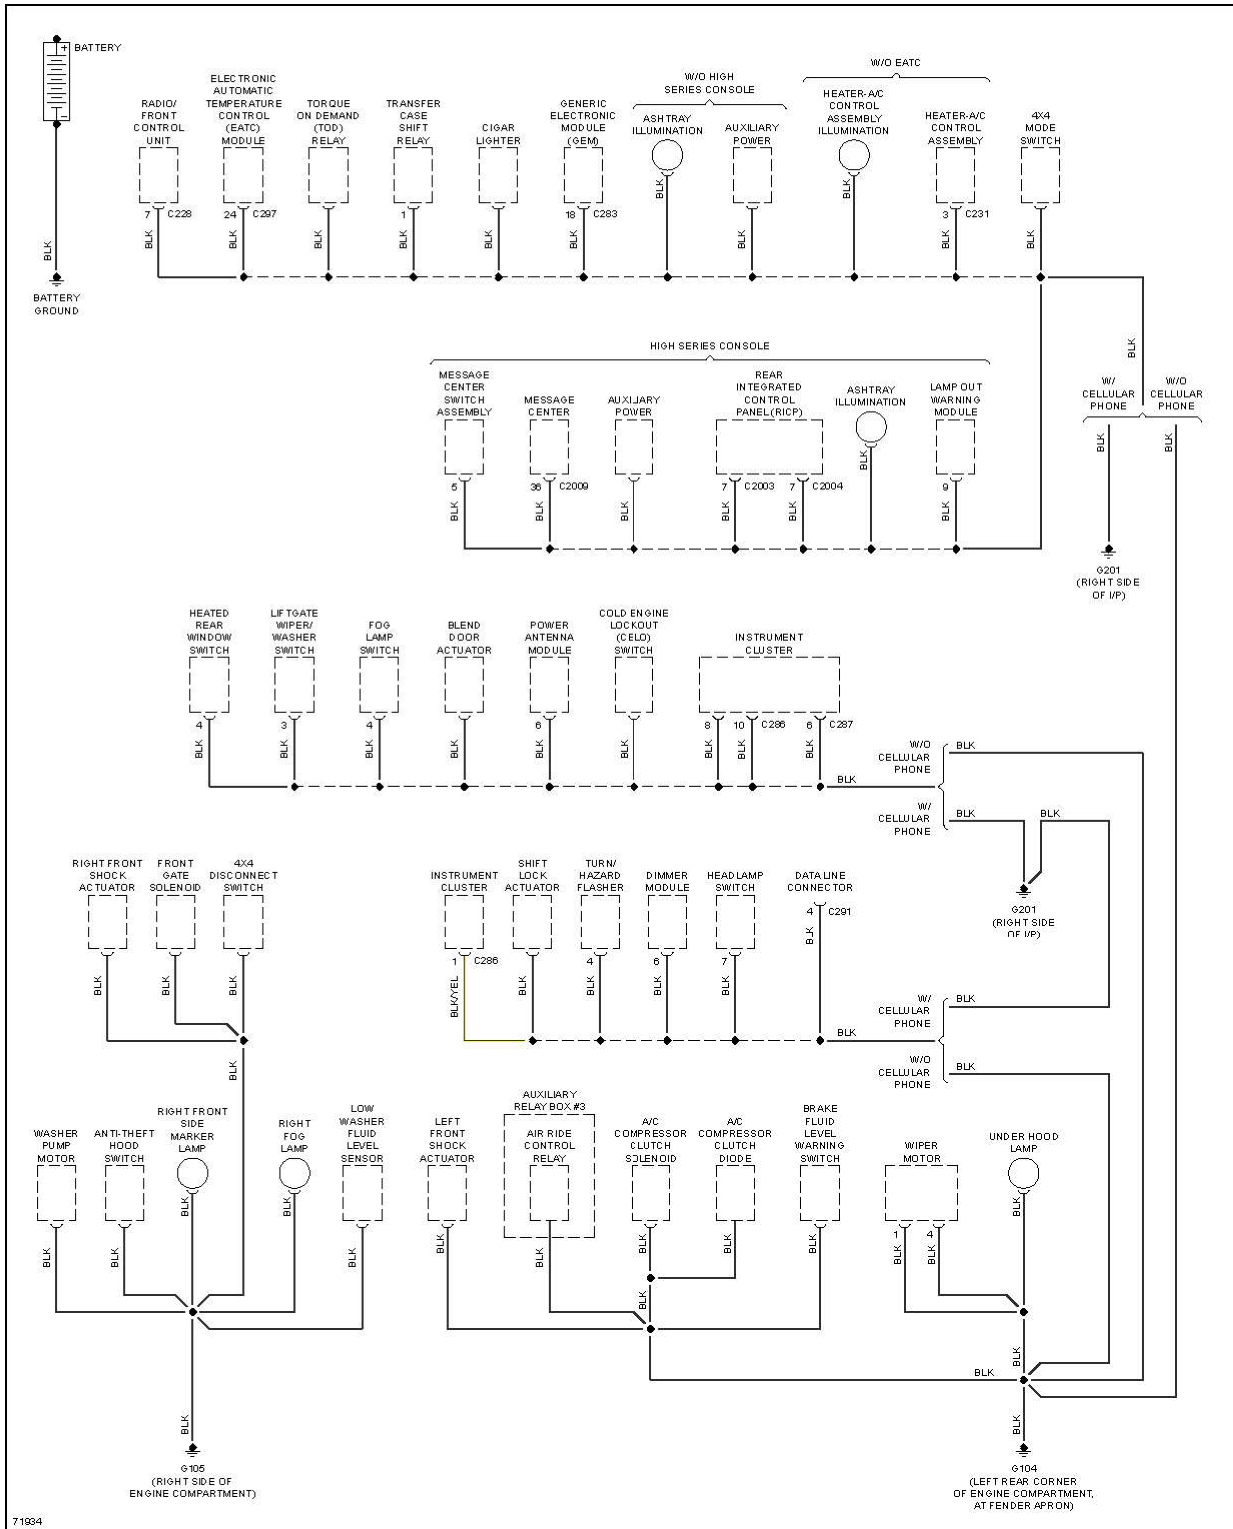 BATTERY
BLK
BATTERY
GROUND
RADIO/
FRONT
CONTROL
UNIT
7 C228
BLK
ELECTRONIC
AUTOMATIC
TEMPERATURE
CONTROL
(EATC)
MODULE
24 C297
BLK
TORQUE
ON DEMAND
(TOD)
RELAY
BLK
TRANSFER
CASE
SHIFT
RELAY
1
BLK
CIGAR
LIGHTER
BLK
GENERIC
ELECTRONIC
MODULE
(GEM)
18 C283
BLK
W/O HIGH
SERIES CONSOLE
ASHTRAY
ILLUMINATION
BLK
AUXILIARY
POWER
BLK
W/O EATC
HEATER-A/C
CONTROL
ASSEMBLY
ILLUMINATION
BLK
HEATER-A/C
CONTROL
ASSEMBLY
3 C231
BLK
4X4
MODE
SWITCH
BLK
BLK
HIGH SERIES CONSOLE
MESSAGE
CENTER
SWITCH
ASSEMBLY
5
BLK
MESSAGE
CENTER
36 C2009
BLK
AUXILIARY
POWER
BLK
REAR
INTEGRATED
CONTROL
PANEL(RICP)
7 C2003
BLK
7 C2004
BLK
ASHTRAY
ILLUMINATION
BLK
LAMP OUT
WARNING
MODULE
9
BLK
W/
CELLULAR
PHONE
W/O
CELLULAR
PHONE
BLK
BLK
G201
(RIGHT SIDE
OF I/P)
HEATED
REAR
WINDOW
SWITCH
4
BLK
LIFTGATE
WIPER/
WASHER
SWITCH
3
BLK
FOG
LAMP
SWITCH
4
BLK
BLEND
DOOR
ACTUATOR
BLK
POWER
ANTENNA
MODULE
6
BLK
COLD ENGINE
LOCKOUT
(CELO)
SWITCH
BLK
INSTRUMENT
CLUSTER
8 10 C286
BLK
BLK
6 C287
BLK
BLK
W/O
CELLULAR
PHONE
BLK
W/
CELLULAR
PHONE
BLK
BLK
G201
(RIGHT SIDE
OF I/P)
RIGHT FRONT
SHOCK
ACTUATOR
BLK
FRONT
GATE
SOLENOID
BLK
4X4
DISCONNECT
SWITCH
BLK
BLK
INSTRUMENT
CLUSTER
1 C286
BLK/YEL
SHIFT
LOCK
ACTUATOR
BLK
TURN/
HAZARD
FLASHER
4
BLK
DIMMER
MODULE
6
BLK
HEADLAMP
SWITCH
7
BLK
DATA LINE
CONNECTOR
4 C291
BLK
BLK
W/
CELLULAR
PHONE
BLK
W/O
CELLULAR
PHONE
BLK
WASHER
PUMP
MOTOR
BLK
ANTI-THEFT
HOOD
SWITCH
BLK
RIGHT FRONT
SIDE
MARKER
LAMP
BLK
RIGHT
FOG
LAMP
BLK
LOW
WASHER
FLUID
LEVEL
SENSOR
BLK
LEFT
FRONT
SHOCK
ACTUATOR
BLK
AUXILIARY
RELAY BOX #3
AIR RIDE
CONTROL
RELAY
BLK
A/C
COMPRESSOR
CLUTCH
SOLENOID
BLK
BLK
A/C
COMPRESSOR
CLUTCH
DIODE
BLK
BRAKE
FLUID
LEVEL
WARNING
SWITCH
BLK
WIPER
MOTOR
1 4
BLK
BLK
UNDER HOOD
LAMP
BLK
BLK
BLK
BLK
G105
(RIGHT SIDE OF
ENGINE COMPARTMENT)
BLK
G104
(LEFT REAR CORNER
OF ENGINE COMPARTMENT,
AT FENDER APRON)
71934